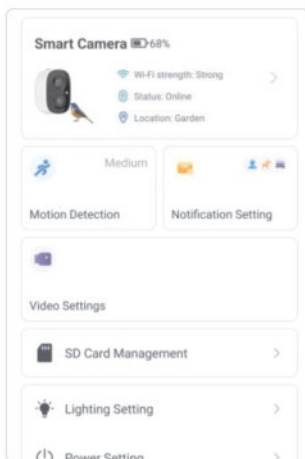 Smart Camera 68%
Wi-Fi strength: Strong
Status: Online
Location: Garden
Medium
Motion Detection
Notification Setting
Video Settings
SD Card Management
Lighting Setting
Power Setting